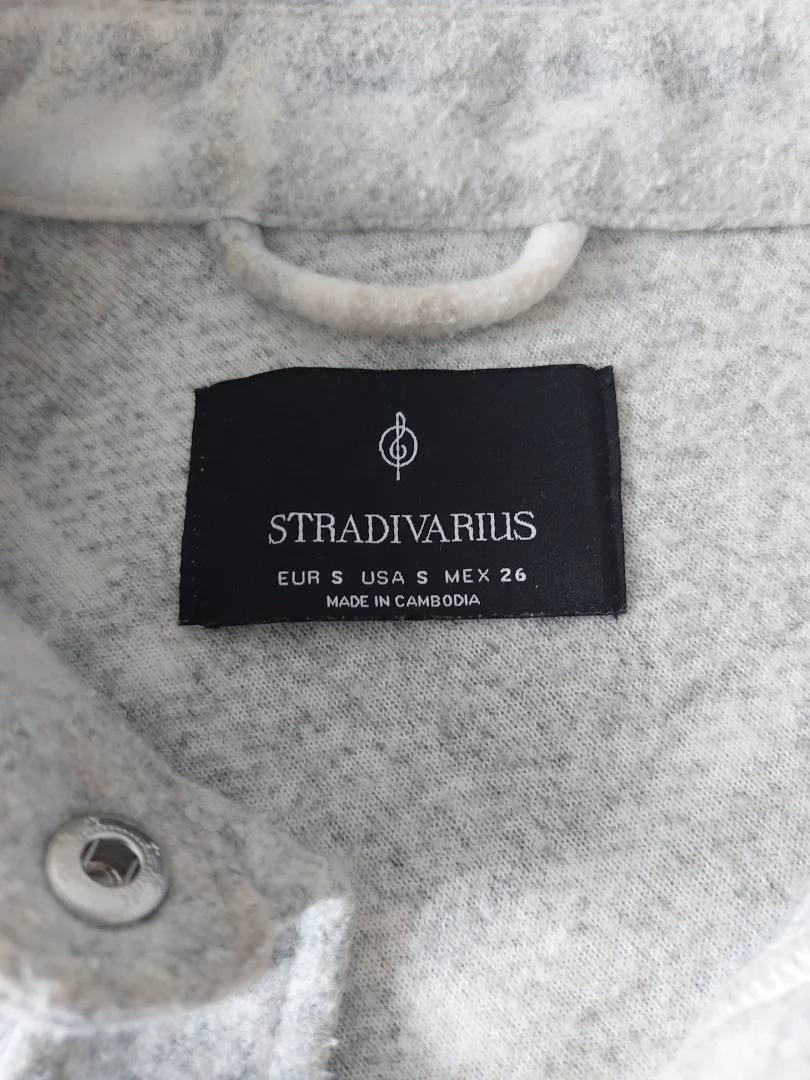 STRADIVARIUS
EUR S USA S MEX 26
MADE IN CAMBODIA